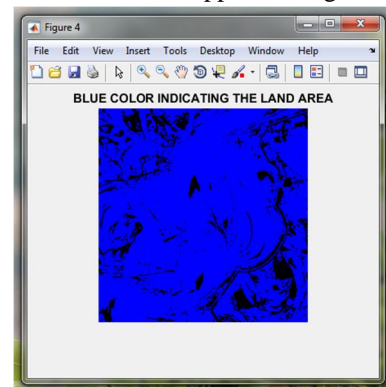 Figure 4
File Edit View Insert Tools Desktop Window Help
BLUE COLOR INDICATING THE LAND AREA